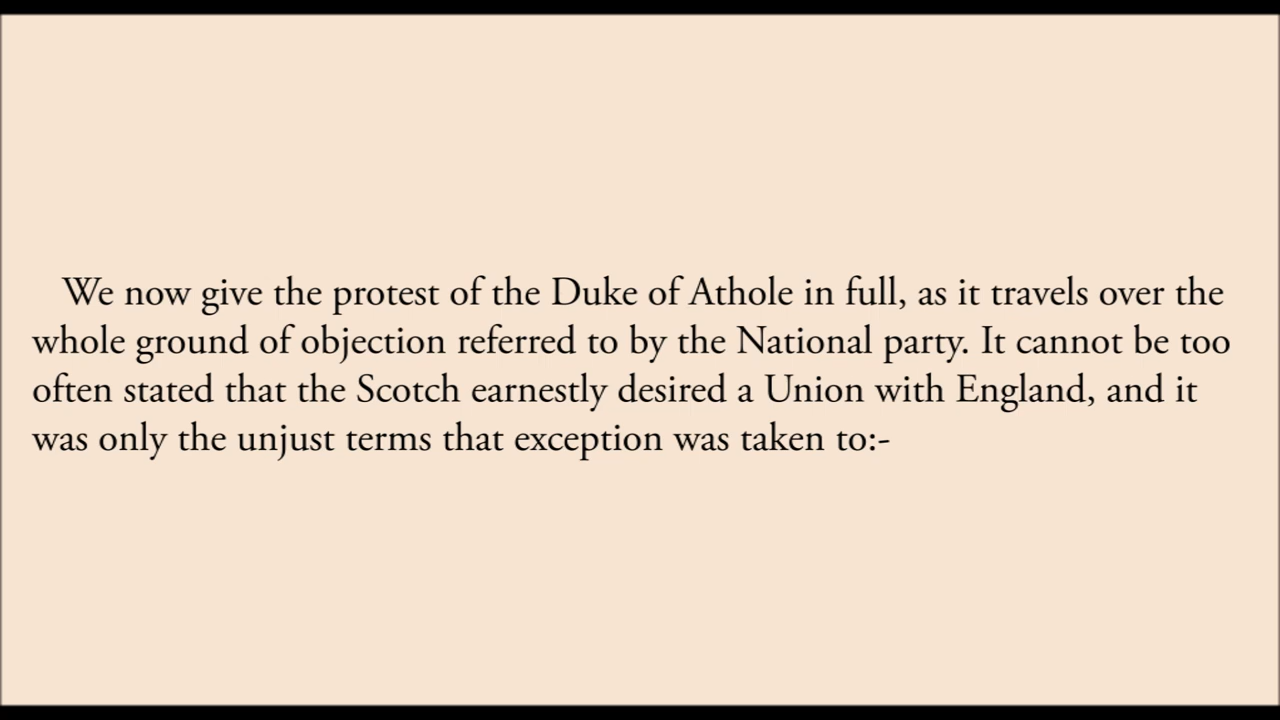 We now give the protest of the Duke of Athole in full, as it travels over the
whole ground of objection referred to by the National party. It cannot be too
often stated that the Scotch earnestly desired a Union with England, and it
was only the unjust terms that exception was taken to:-